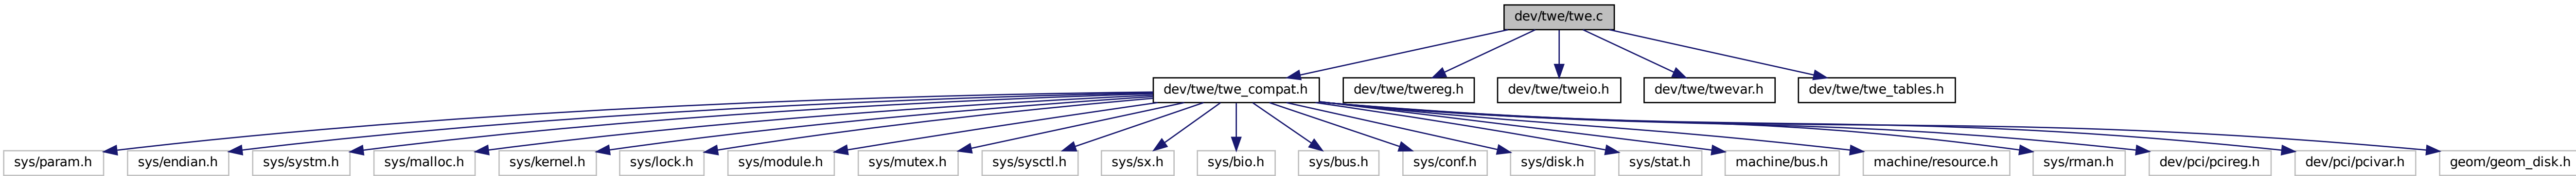 dev/twe/twe.c
dev/twe/twe_compat.h
dev/twe/twereg.h
dev/twe/tweio.h
dev/twe/twevar.h
dev/twe/twe_tables.h
sys/param.h
sys/endian.h
sys/systm.h
sys/malloc.h
sys/kernel.h
sys/lock.h
sys/module.h
sys/mutex.h
sys/sysctl.h
sys/sx.h
sys/bio.h
sys/bus.h
sys/conf.h
sys/disk.h
sys/stat.h
machine/bus.h
machine/resource.h
sys/rman.h
dev/pci/pcireg.h
dev/pci/pcivar.h
geom/geom_disk.h